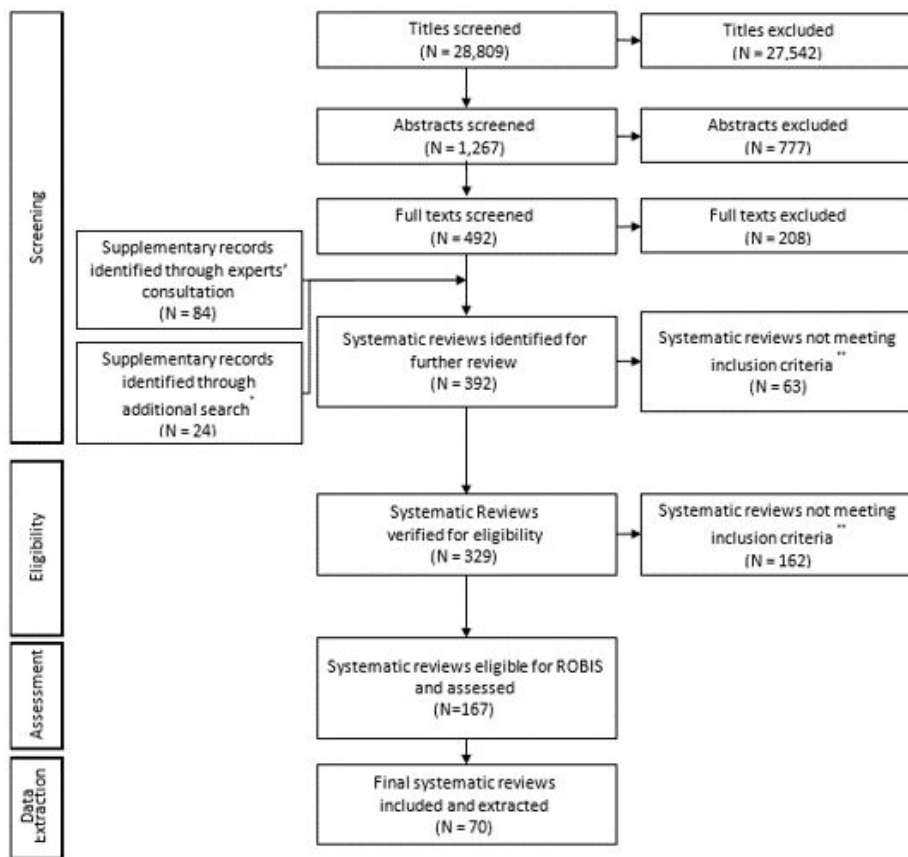 Titles screened
(N = 28,809)
Titles excluded
(N = 27,542)
Abstracts screened
(N = 1,267)
Abstracts excluded
(N = 777)
Screening
Full texts screened
(N = 492)
Full texts excluded
(N = 208)
Supplementary records
identified through experts'
consultation
(N = 84)
Supplementary records
identified through
additional search*
(N = 24)
Systematic reviews identified for
further review
(N = 392)
Systematic reviews not meeting
inclusion criteria**
(N = 63)
Eligibility
Systematic Reviews
verified for eligibility
(N = 329)
Systematic reviews not meeting
inclusion criteria**
(N = 162)
Assessment
Systematic reviews eligible for ROBIS
and assessed
(N=167)
Data
Extraction
Final systematic reviews
included and extracted
(N = 70)